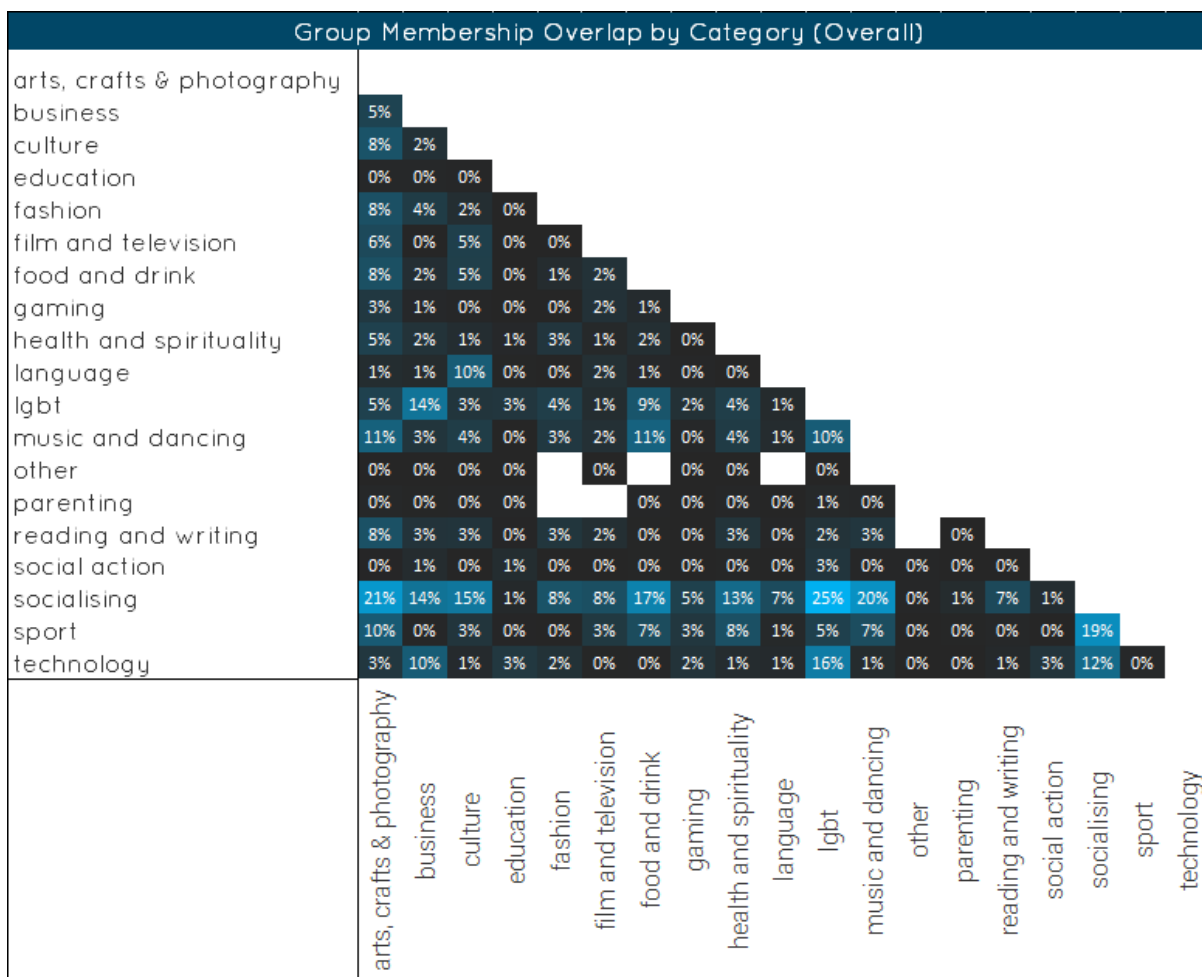 Group Membership Overlap by Category (Overall)
arts, crafts & photography
business 5%
culture 8% 2%
education 0% 0% 0%
fashion 8% 4% 2% 0%
film and television 6% 0% 5% 0% 0%
food and drink 8% 2% 5% 0% 1% 2%
gaming 3% 1% 0% 0% 0% 2% 1%
health and spirituality 5% 2% 1% 1% 3% 1% 2% 0%
language 1% 1% 10% 0% 0% 2% 1% 0% 0%
lgbt 5% 14% 3% 3% 4% 1% 9% 2% 4% 1%
music and dancing 11% 3% 4% 0% 3% 2% 11% 0% 4% 1% 10%
other 0% 0% 0% 0% 0% 0% 0% 0%
parenting 0% 0% 0% 0% 0% 0% 0% 0% 1% 0%
reading and writing 8% 3% 3% 0% 3% 2% 0% 0% 3% 0% 2% 3% 0%
social action 0% 1% 0% 1% 0% 0% 0% 0% 0% 0% 3% 0% 0% 0% 0%
socialising 21% 14% 15% 1% 8% 8% 17% 5% 13% 7% 25% 20% 0% 1% 7% 1%
sport 10% 0% 3% 0% 0% 3% 7% 3% 8% 1% 5% 7% 0% 0% 0% 0% 19%
technology 3% 10% 1% 3% 2% 0% 0% 2% 1% 1% 16% 1% 0% 0% 1% 3% 12% 0%
arts, crafts & photography
business
culture
education
fashion
film and television
food and drink
gaming
health and spirituality
language
lgbt
music and dancing
other
parenting
reading and writing
social action
socialising
sport
technology